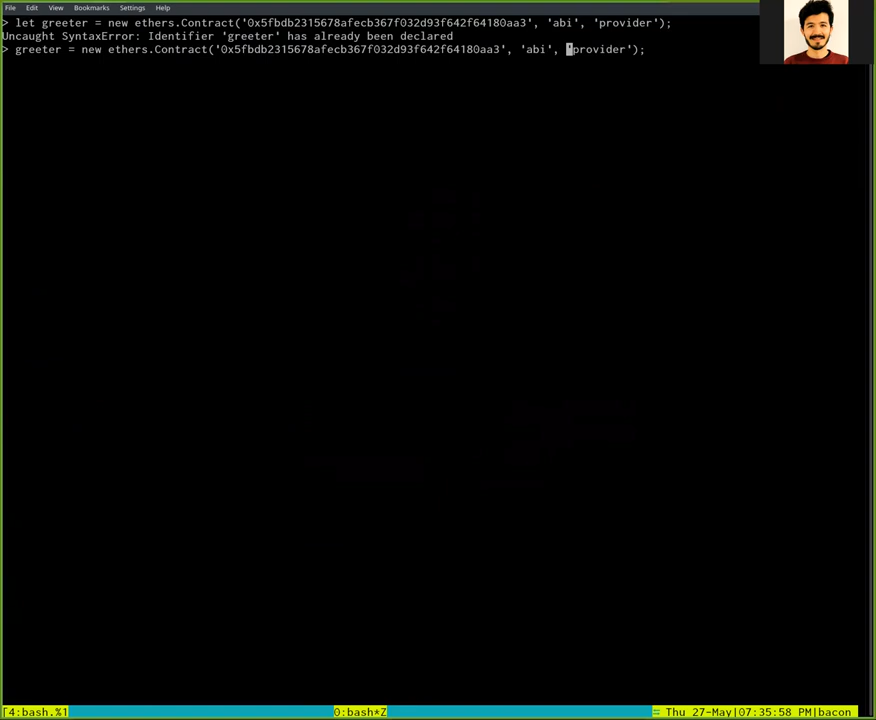 File Edit View Bookmarks Settings Help
> let greeter = new ethers.Contract('0x5fbdb2315678afecb367f032d93f642f64180aa3', 'abi', 'provider');
Uncaught SyntaxError: Identifier 'greeter' has already been declared
> greeter = new ethers.Contract('0x5fbdb2315678afecb367f032d93f642f64180aa3', 'abi', 'provider');
[4:bash.%1 0:bash*Z = Thu 27-May|07:35:58 PM|bacon